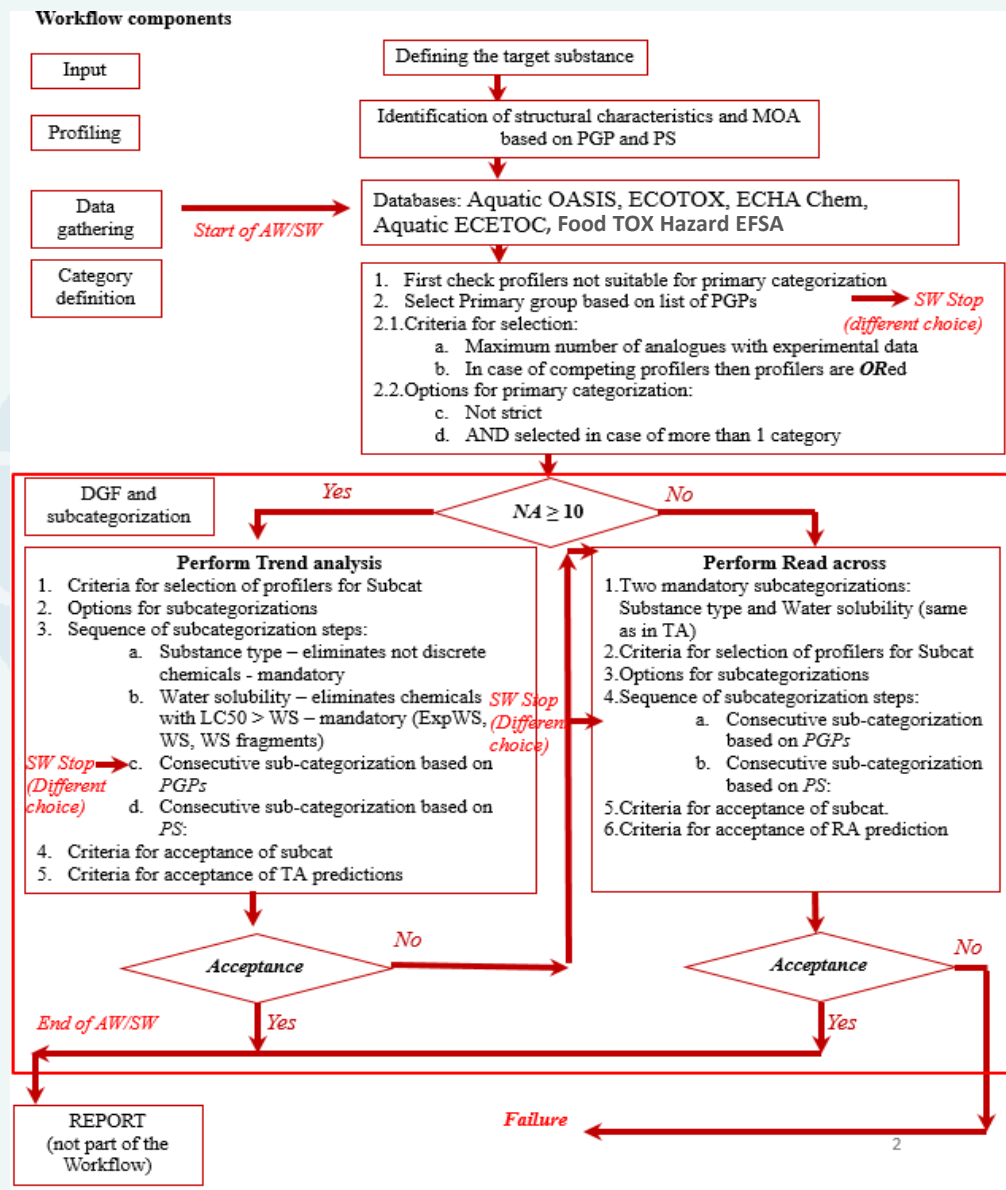 Workflow components
Input
Defining the target substance
Profiling
Identification of structural characteristics and MOA
based on PGP and PS
Data
gathering
Start of AW/SW
Databases: Aquatic OASIS, ECOTOX, ECHA Chem,
Aquatic ECETOC, Food TOX Hazard EFSA
Category
definition
1. First check profilers not suitable for primary categorization
2. Select Primary group based on list of PGPs
SW Stop
(different choice)
2.1.Criteria for selection:
a. Maximum number of analogues with experimental data
b. In case of competing profilers then profilers are ORed
2.2.Options for primary categorization:
c. Not strict
d. AND selected in case of more than 1 category
DGF and
subcategorization
Yes
NA ≥ 10
No
Perform Trend analysis
1. Criteria for selection of profilers for Subcat
2. Options for subcategorizations
3. Sequence of subcategorization steps:
a. Substance type – eliminates not discrete
chemicals - mandatory
b. Water solubility – eliminates chemicals
with LC50 > WS – mandatory (ExpWS,
WS, WS fragments)
SW Stop
(Different
choice)
c. Consecutive sub-categorization based on
PGPs
d. Consecutive sub-categorization based on
PS:
4. Criteria for acceptance of subcat
5. Criteria for acceptance of TA predictions
SW Stop
(Different
choice)
Perform Read across
1.Two mandatory subcategorizations:
Substance type and Water solubility (same
as in TA)
2.Criteria for selection of profilers for Subcat
3.Options for subcategorizations
4.Sequence of subcategorization steps:
a. Consecutive sub-categorization
based on PGPs
b. Consecutive sub-categorization
based on PS:
5.Criteria for acceptance of subcat.
6.Criteria for acceptance of RA prediction
Acceptance
No
Yes
Acceptance
No
Yes
End of AW/SW
REPORT
(not part of the
Workflow)
Failure
2